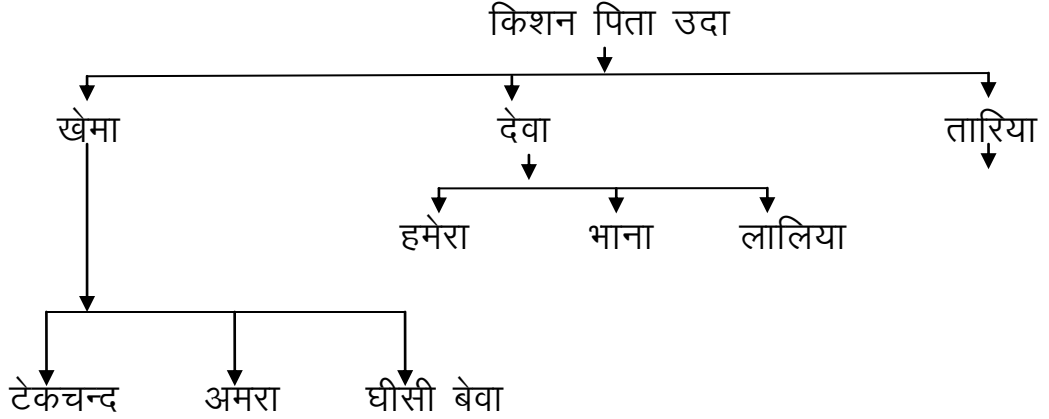 किशन पिता उदा
खेमा देवा तारिया
हमेरा भाना लालिया
टेकचन्द अमरा घीसी बेवा